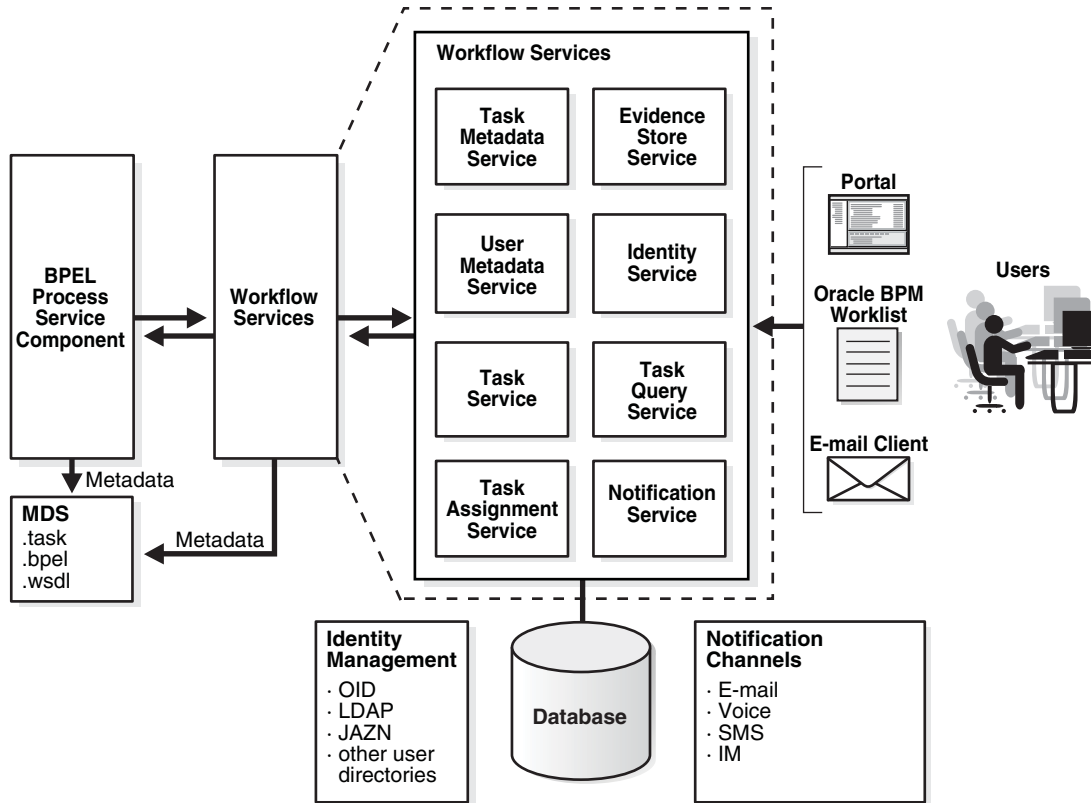 Workflow Services
Task
Metadata
Service
Evidence
Store
Service
User
Metadata
Service
Identity
Service
Task
Service
Task
Query
Service
Task
Assignment
Service
Notification
Service
BPEL
Process
Service
Component
Workflow
Services
Metadata
MDS
.task
.bpel
.wsdl
Metadata
Portal
Oracle BPM
Worklist
E-mail Client
Users
Identity
Management
· OID
· LDAP
· JAZN
· other user
directories
Database
Notification
Channels
· E-mail
· Voice
· SMS
· IM